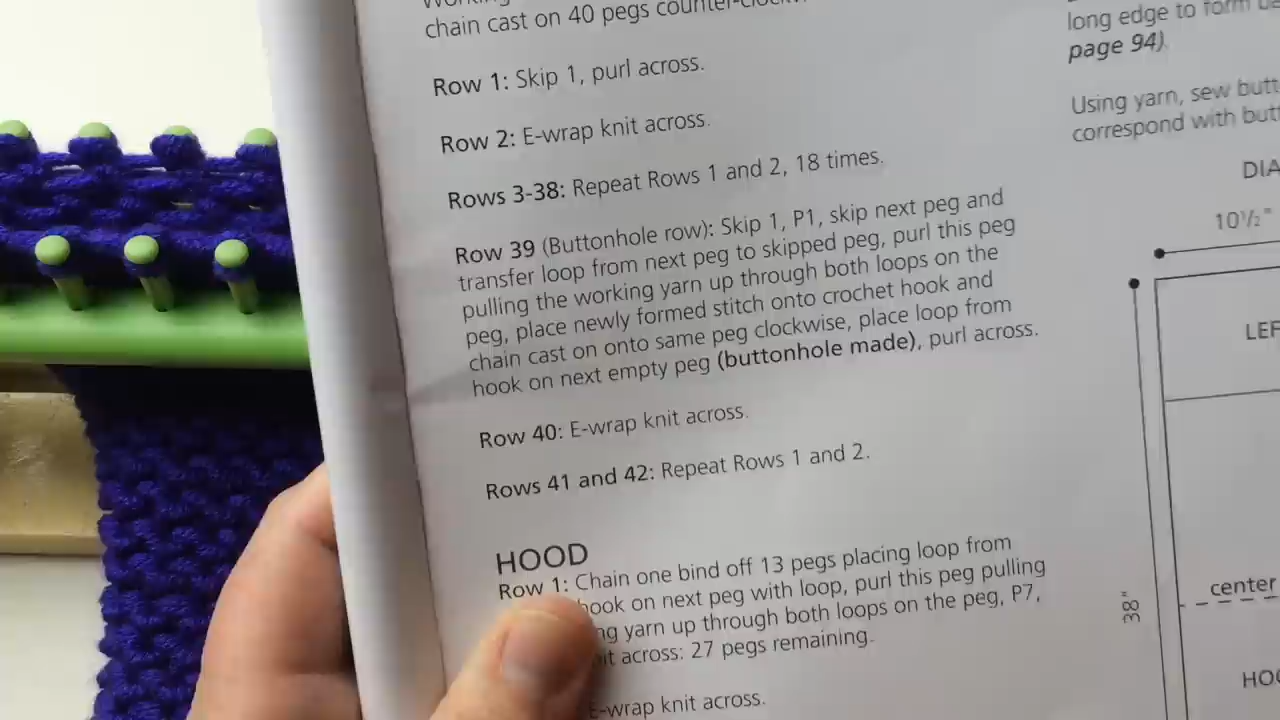 chain cast on 40 pegs
Row 1: Skip 1, purl across.
Row 2: E-wrap knit across.
Rows 3-38: Repeat Rows 1 and 2, 18 times.
Row 39 (Buttonhole row): Skip 1, P1, skip next peg and
transfer loop from next peg to skipped peg, purl this peg
pulling the working yarn up through both loops on the
peg, place newly formed stitch onto crochet hook and
chain cast on onto same peg clockwise, place loop from
hook on next empty peg (buttonhole made), purl across.
Row 40: E-wrap knit across.
Rows 41 and 42: Repeat Rows 1 and 2.
HOOD
Row 1: Chain one bind off 13 pegs placing loop from
hook on next peg with loop, purl this peg pulling
yarn up through both loops on the peg, P7,
across: 27 pegs remaining.
E-wrap knit across.
long edge to form
page 94).
Using yarn, sew
correspond with
10½"
38"
center